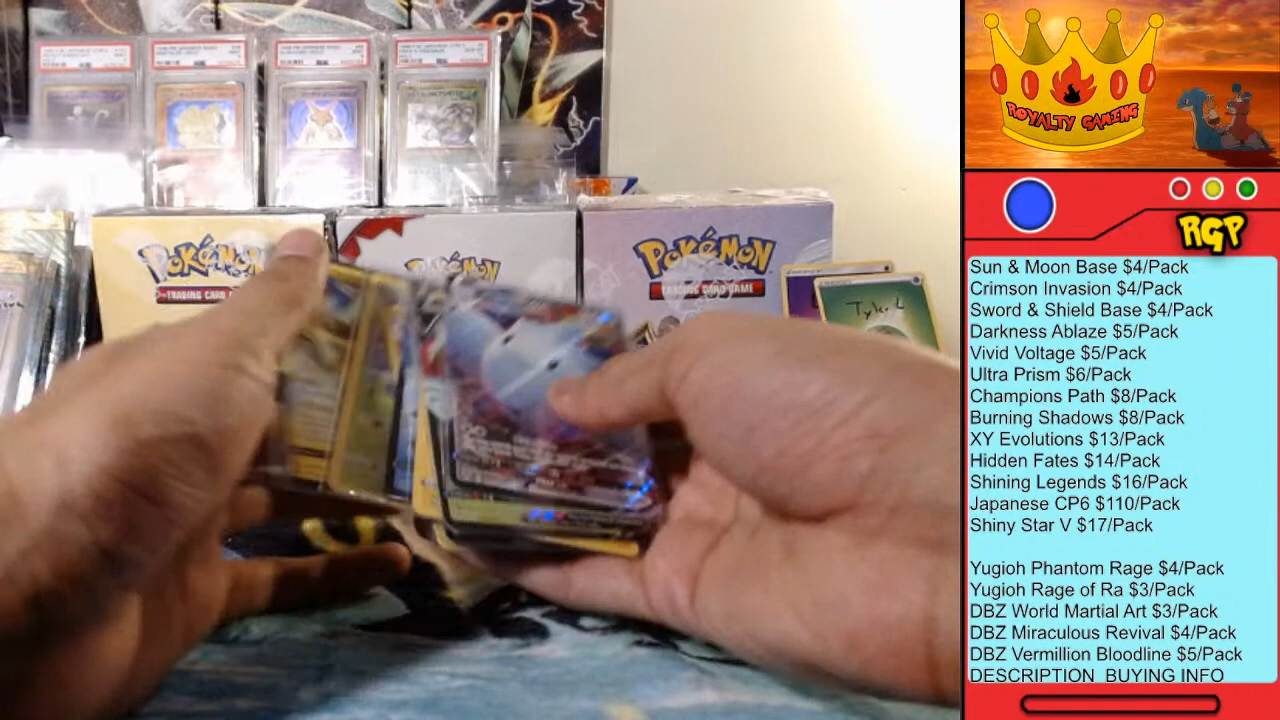 ROYALTY GAMING
RGP
Pokémon
TRADING CARD
Pokémon
Pokémon
TRADING CARD GAME
Tyler L
Sun & Moon Base $4/Pack
Crimson Invasion $4/Pack
Sword & Shield Base $4/Pack
Darkness Ablaze $5/Pack
Vivid Voltage $5/Pack
Ultra Prism $6/Pack
Champions Path $8/Pack
Burning Shadows $8/Pack
XY Evolutions $13/Pack
Hidden Fates $14/Pack
Shining Legends $16/Pack
Japanese CP6 $110/Pack
Shiny Star V $17/Pack
Yugioh Phantom Rage $4/Pack
Yugioh Rage of Ra $3/Pack
DBZ World Martial Art $3/Pack
DBZ Miraculous Revival $4/Pack
DBZ Vermillion Bloodline $5/Pack
DESCRIPTION BUYING INFO